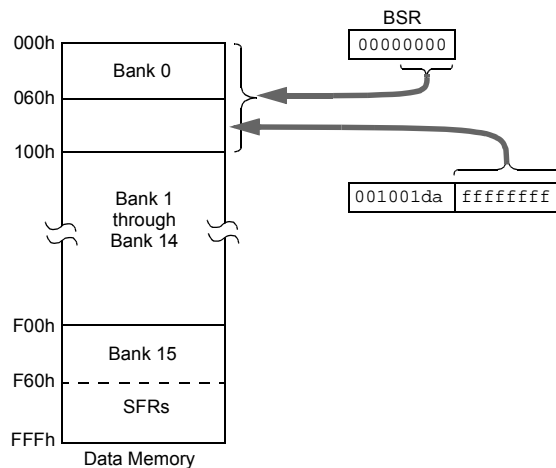 BSR
000h
00000000
Bank 0
060h
100h
001001da ffffffff
Bank 1
through
Bank 14
F00h
Bank 15
F60h
SFRs
FFFh
Data Memory